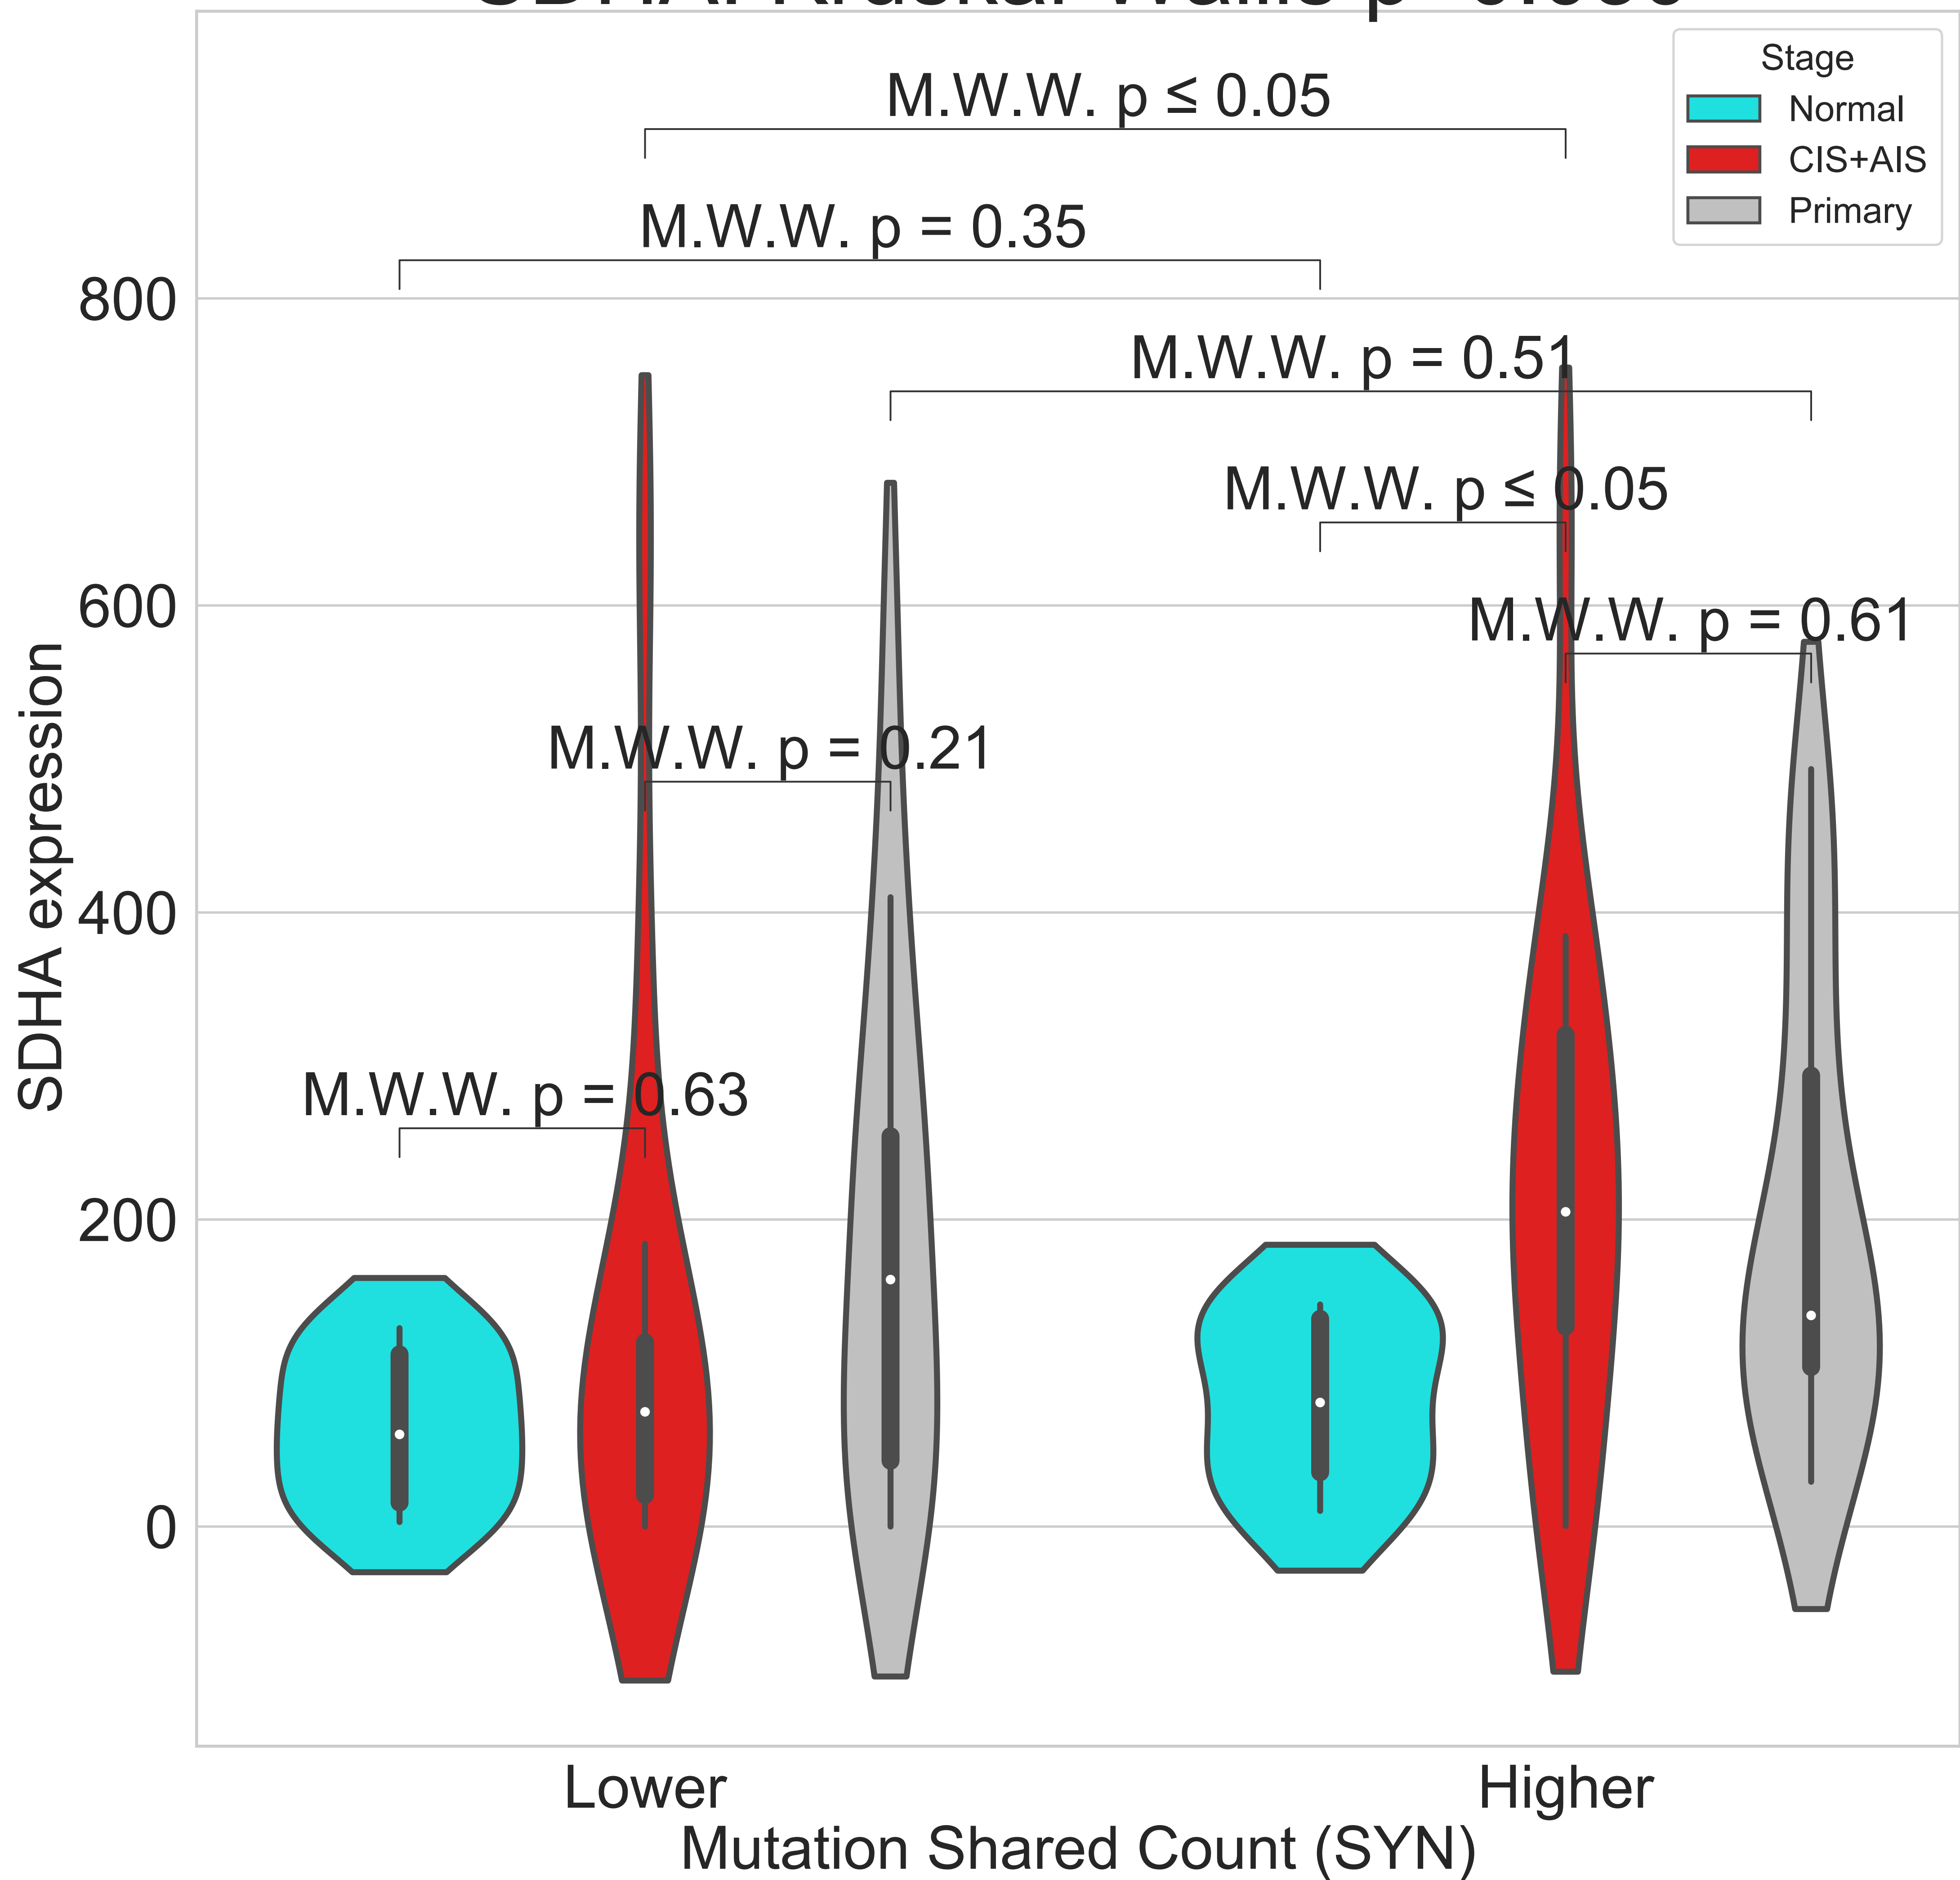 Stage
Normal
CIS+AIS
Primary
M.W.W. p ≤ 0.05
M.W.W. p = 0.35
M.W.W. p = 0.51
M.W.W. p ≤ 0.05
M.W.W. p = 0.61
M.W.W. p = 0.21
M.W.W. p = 0.63
800
600
400
200
0
SDHA expression
Lower
Higher
Mutation Shared Count (SYN)